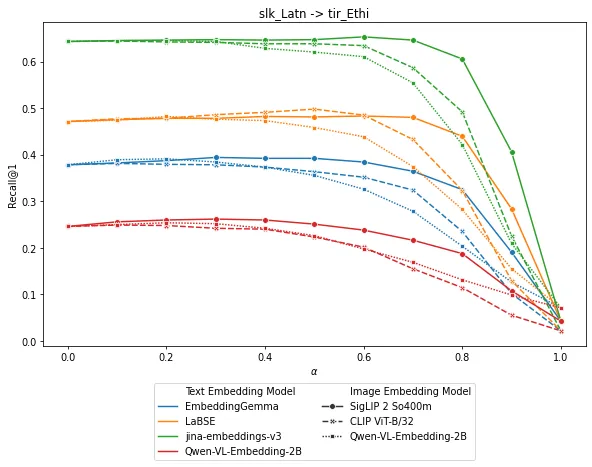 slk_Latn -> tir_Ethi
Recall@1
0.6
0.5
0.4
0.3
0.2
0.1
0.0
0.0 0.2 0.4 0.6 0.8 1.0
α
Text Embedding Model Image Embedding Model
EmbeddingGemma SigLIP 2 So400m
LaBSE CLIP ViT-B/32
jina-embeddings-v3 Qwen-VL-Embedding-2B
Qwen-VL-Embedding-2B